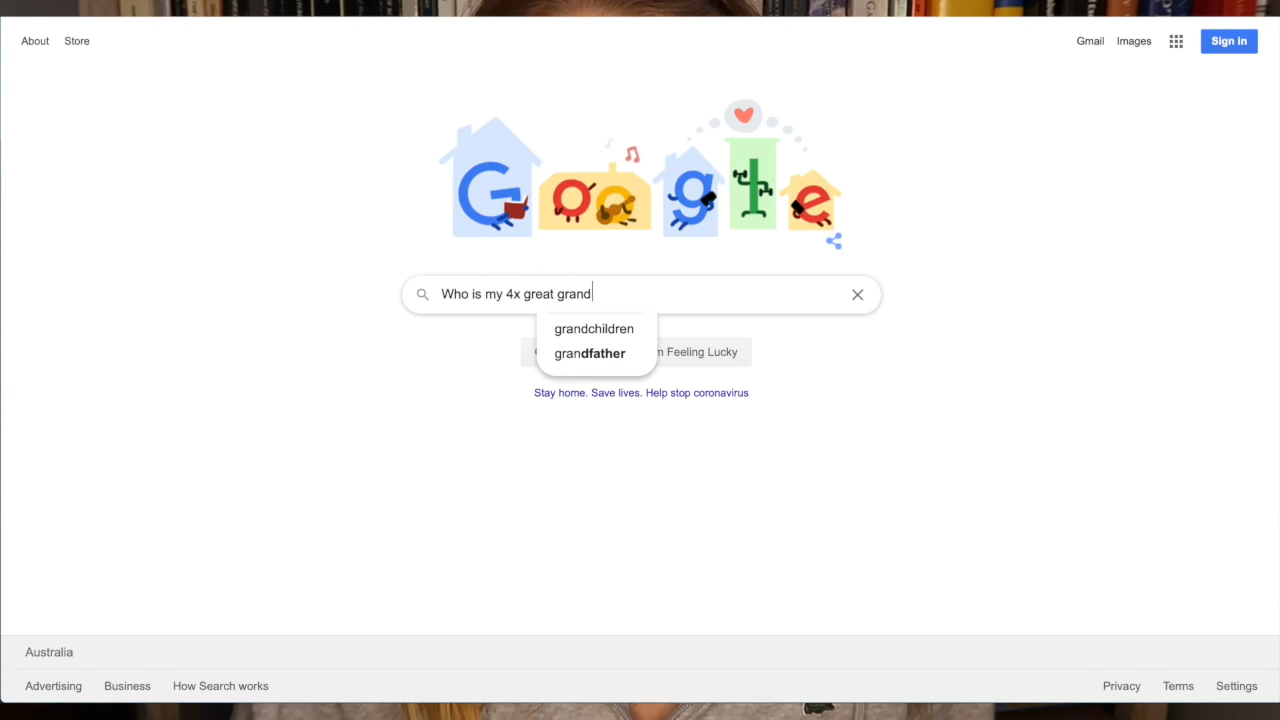 About Store
Gmail Images Sign in
Google
Who is my 4x great grand
grandchildren
grandfather
m Feeling Lucky
Stay home. Save lives. Help stop coronavirus
Australia
Advertising Business How Search works
Privacy Terms Settings